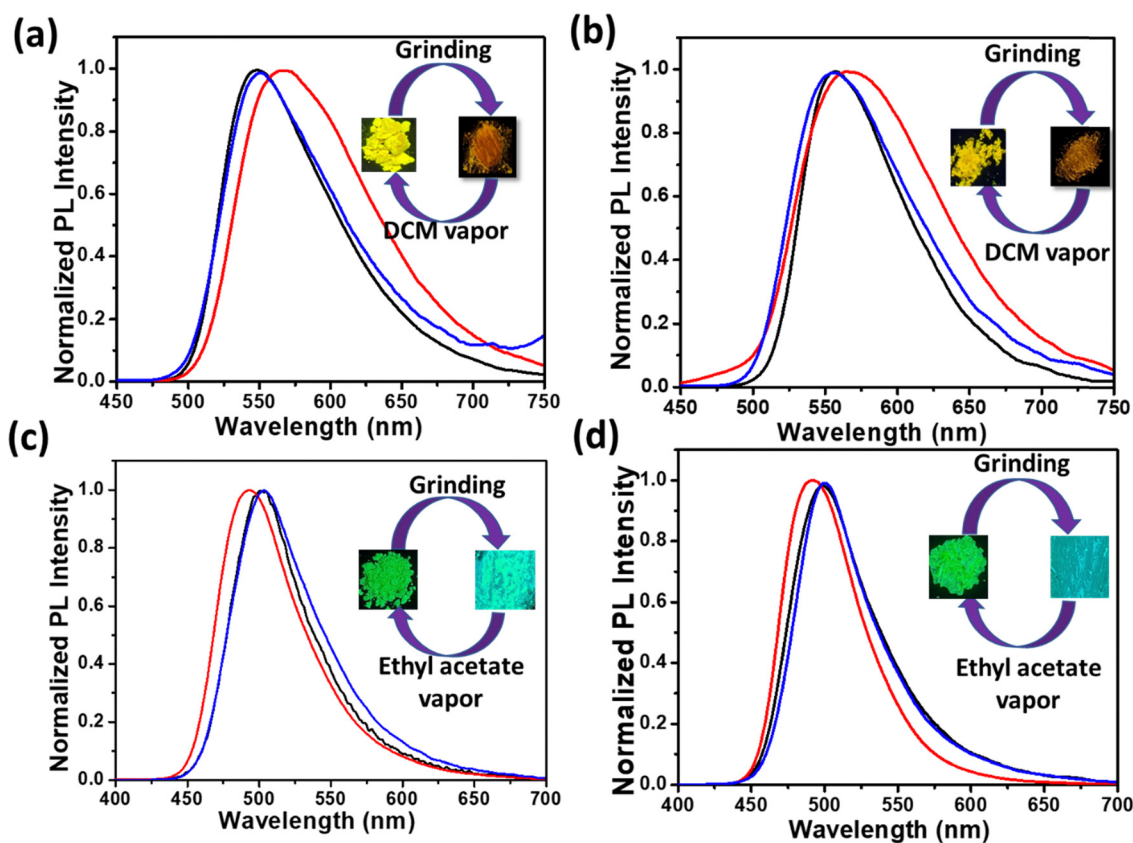 (a)
Normalized PL Intensity
1.0
0.8
0.6
0.4
0.2
0.0
Grinding
DCM vapor
450 500 550 600 650 700 750
Wavelength (nm)
(b)
Normalized PL Intensity
1.0
0.8
0.6
0.4
0.2
0.0
Grinding
DCM vapor
450 500 550 600 650 700 750
Wavelength (nm)
(c)
Normalized PL Intensity
1.0
0.8
0.6
0.4
0.2
0.0
Grinding
Ethyl acetate
vapor
400 450 500 550 600 650 700
Wavelength (nm)
(d)
Normalized PL Intensity
1.0
0.8
0.6
0.4
0.2
0.0
Grinding
Ethyl acetate
vapor
400 450 500 550 600 650 700
Wavelength (nm)